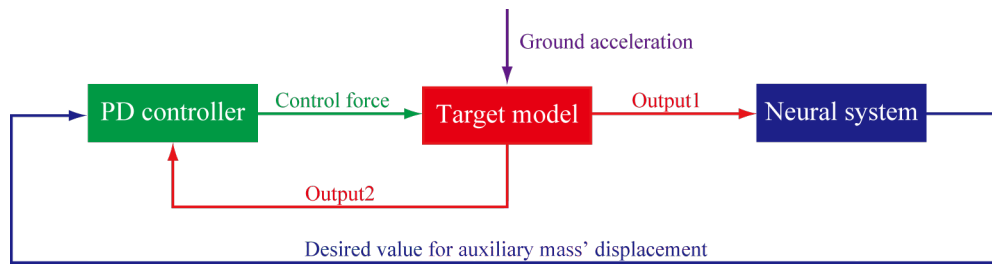 Ground acceleration
PD controller
Control force
Target model
Output1
Neural system
Output2
Desired value for auxiliary mass’ displacement